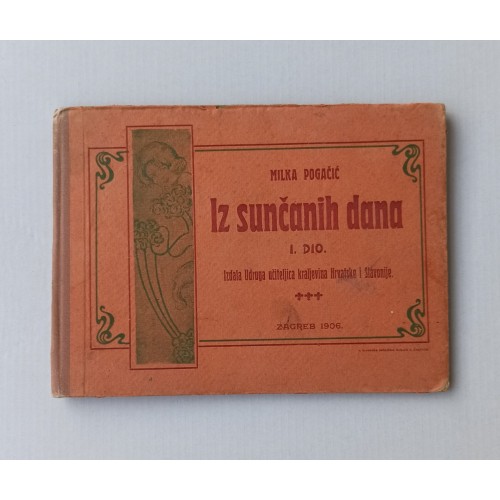 MILKA POGAČIĆ
Iz sunčanih dana
I. DIO.
Izdala Udruga učiteljica kraljevina Hrvatske i Slavonije.
ZAGREB 1906.